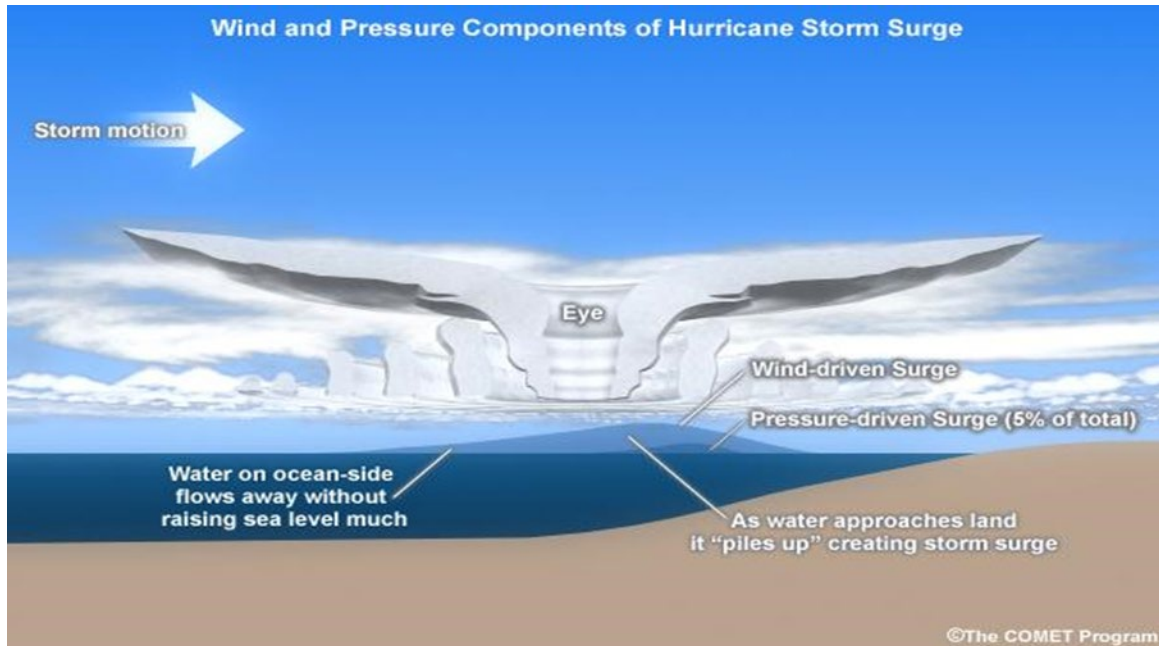 Wind and Pressure Components of Hurricane Storm Surge
Storm motion
Eye
Wind-driven Surge
Pressure-driven Surge (5% of total)
Water on ocean-side
flows away without
raising sea level much
As water approaches land
it “piles up” creating storm surge
©The COMET Program